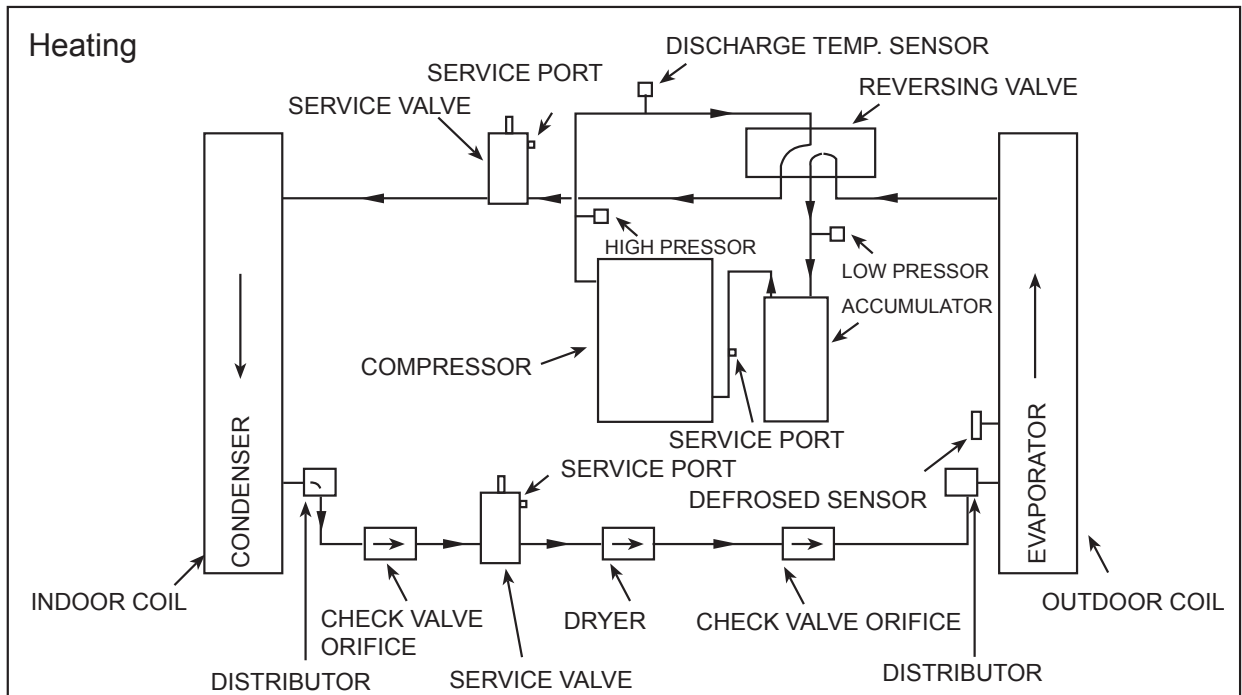 Heating
DISCHARGE TEMP. SENSOR
SERVICE PORT
SERVICE VALVE
REVERSING VALVE
HIGH PRESSOR
LOW PRESSOR
ACCUMULATOR
COMPRESSOR
SERVICE PORT
CONDENSER
SERVICE PORT
DEFROSED SENSOR
EVAPORATOR
INDOOR COIL
CHECK VALVE
ORIFICE
DRYER
CHECK VALVE ORIFICE
OUTDOOR COIL
DISTRIBUTOR
SERVICE VALVE
DISTRIBUTOR